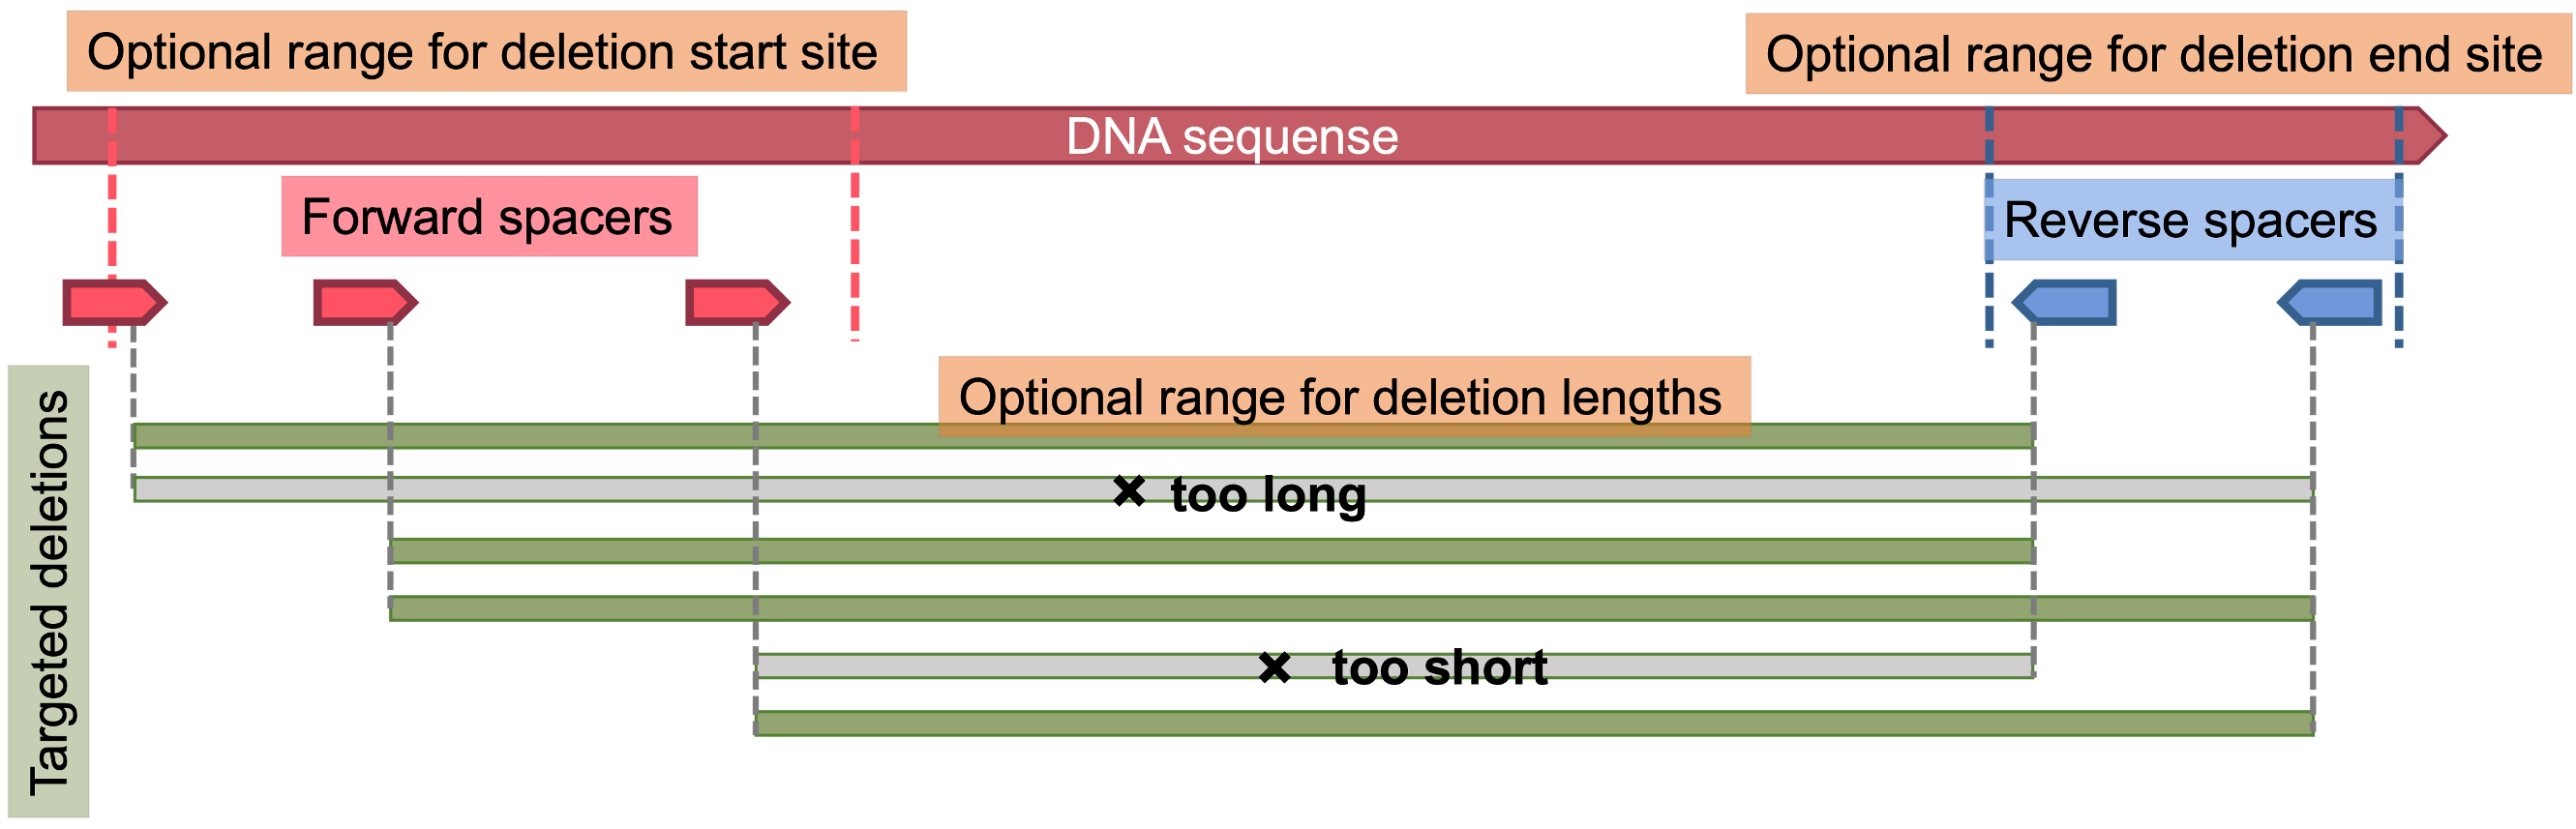 Optional range for deletion start site
Optional range for deletion end site
DNA sequense
Forward spacers
Reverse spacers
Optional range for deletion lengths
Targeted deletions
too long
too short